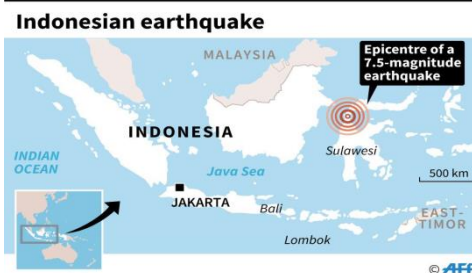 Indonesian earthquake
MALAYSIA
Epicentre of a
7.5-magnitude
earthquake
INDONESIA
Sulawesi
INDIAN
OCEAN
Java Sea
500 km
JAKARTA
Bali
EAST-
TIMOR
Lombok
© AFP